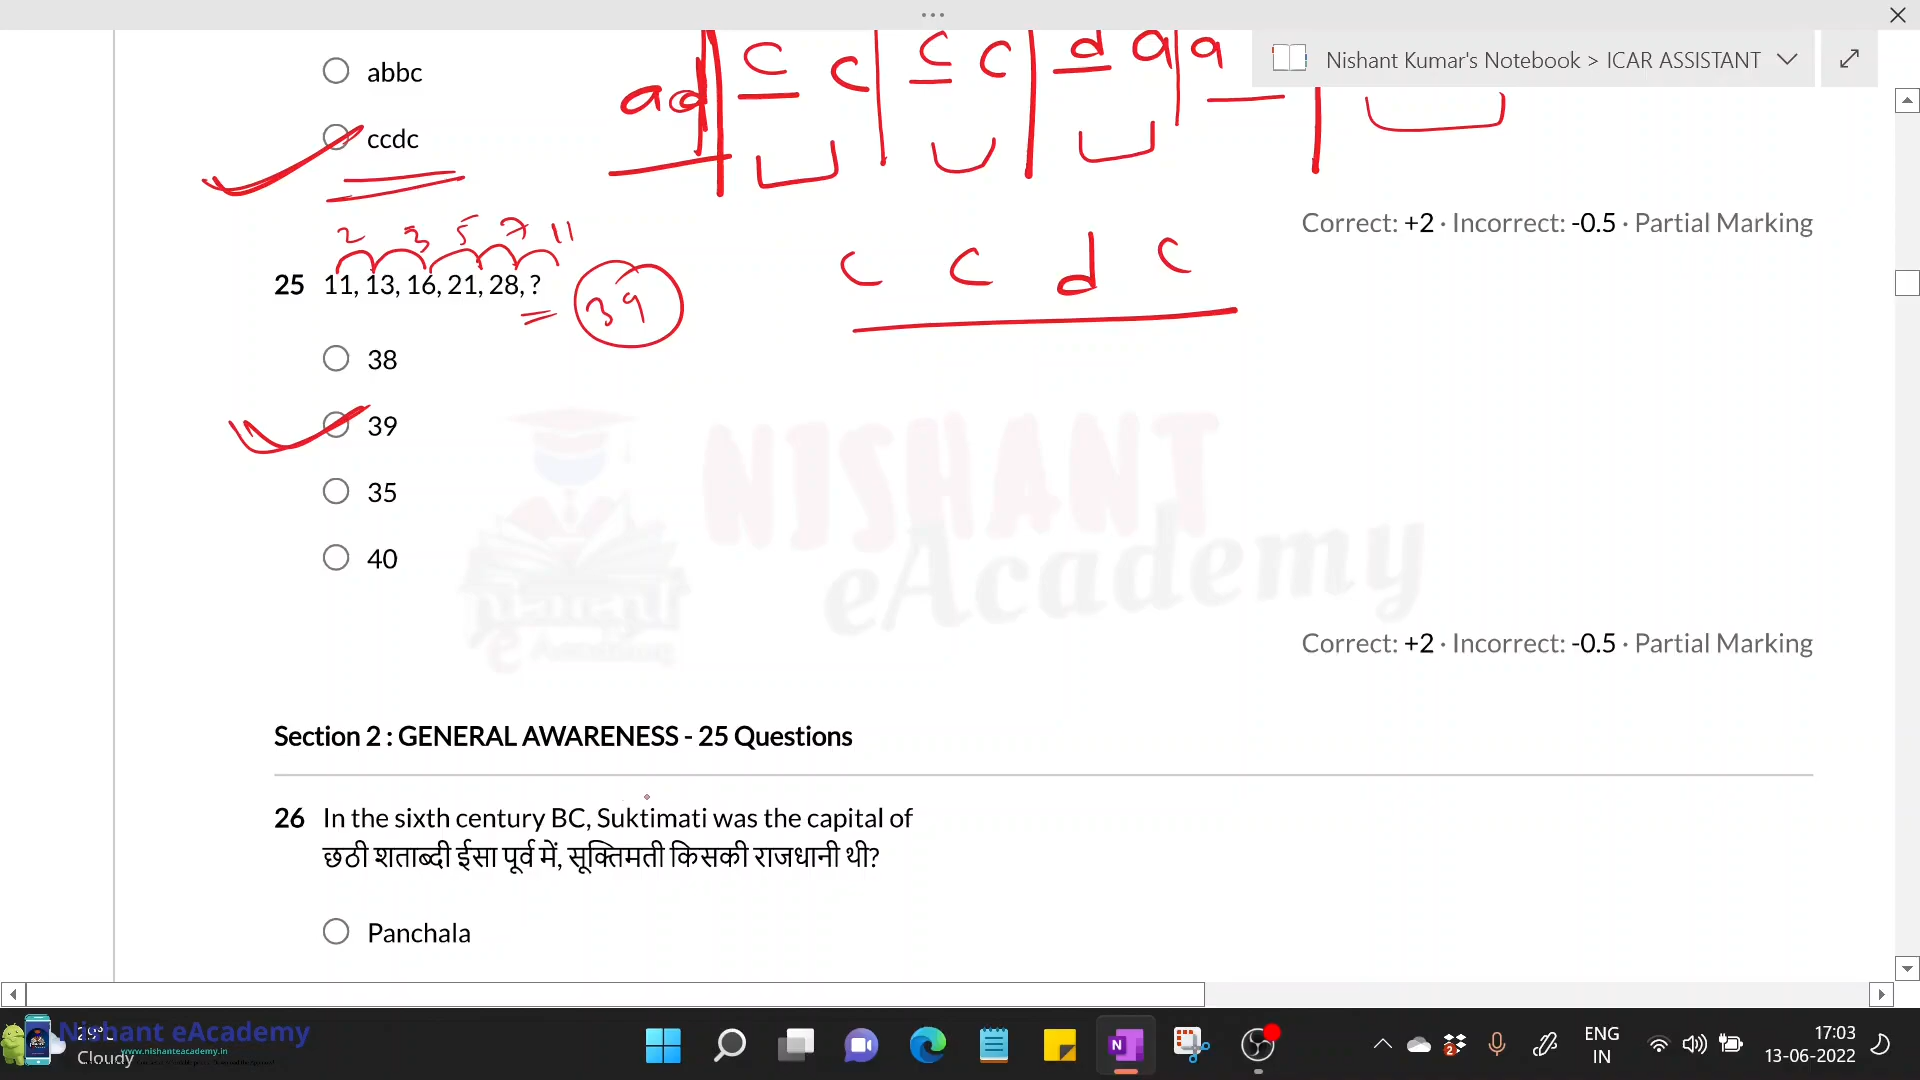 Nishant Kumar's Notebook > ICAR ASSISTANT
abbc
c c c c d a a
ad
ccdc
Correct: +2 · Incorrect: -0.5 · Partial Marking
2 3 5 7 11
c c d c
25 11, 13, 16, 21, 28, ?
39
38
39
35
40
NISHANT
eAcademy
Correct: +2 · Incorrect: -0.5 · Partial Marking
Section 2 : GENERAL AWARENESS - 25 Questions
26 In the sixth century BC, Suktimati was the capital of
छठी शताब्दी ईसा पूर्व में, सूक्तिमती किसकी राजधानी थी?
Panchala
Nishant eAcademy
www.nishanteacademy.in
29°
Cloudy
2
ENG
IN
17:03
13-06-2022